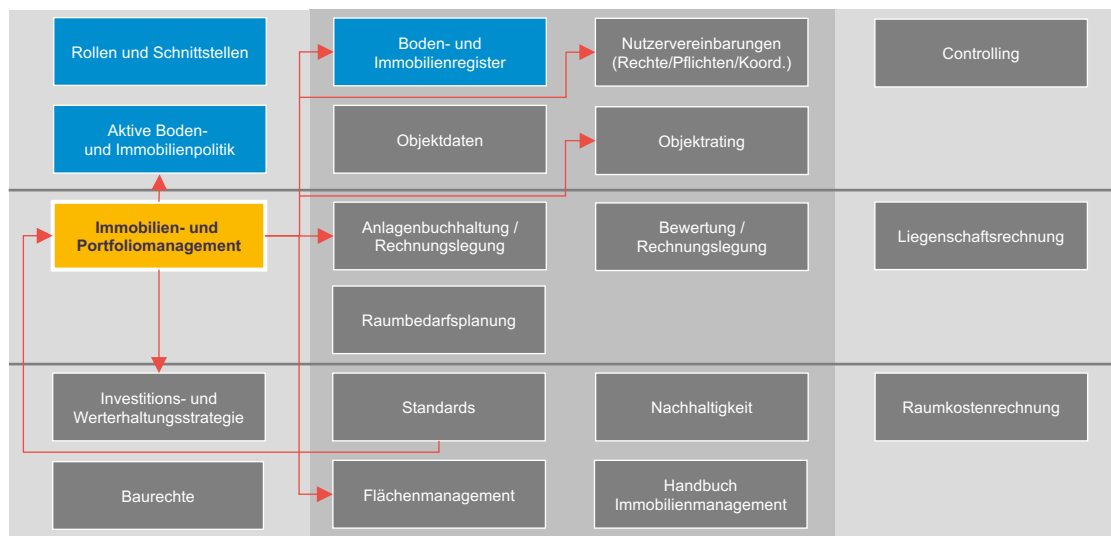 Rollen und Schnittstellen
Boden- und
Immobilienregister
Nutzervereinbarungen
(Rechte/Pflichten/Koord.)
Controlling
Aktive Boden-
und Immobilienpolitik
Objektdaten
Objektrating
Immobilien- und
Portfoliomanagement
Anlagenbuchhaltung /
Rechnungslegung
Bewertung /
Rechnungslegung
Liegenschaftsrechnung
Raumbedarfsplanung
Investitions- und
Werterhaltungsstrategie
Standards
Nachhaltigkeit
Raumkostenrechnung
Baurechte
Flächenmanagement
Handbuch
Immobilienmanagement